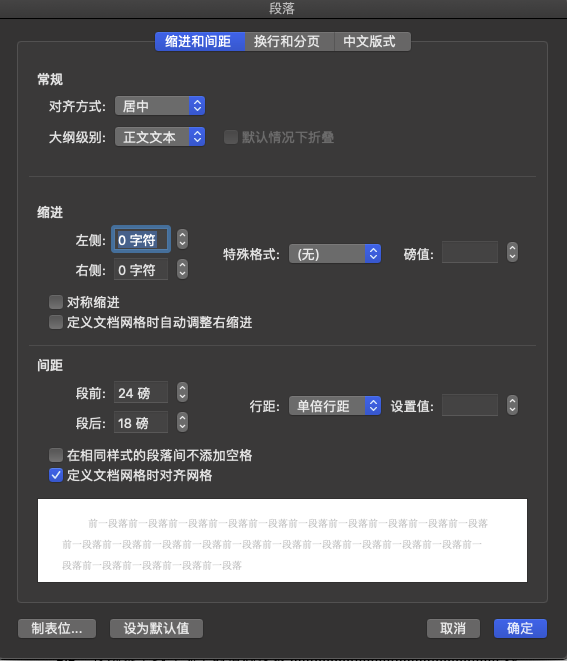 段落
缩进和间距 换行和分页 中文版式
常规
对齐方式: 居中
大纲级别: 正文文本 默认情况下折叠
缩进
左侧: 0 字符
特殊格式: (无) 磅值:
右侧: 0 字符
对称缩进
定义文档网格时自动调整右缩进
间距
段前: 24 磅
行距: 单倍行距 设置值:
段后: 18 磅
在相同样式的段落间不添加空格
定义文档网格时对齐网格
前一段落前一段落前一段落前一段落前一段落前一段落前一段落前一段落前一段落前一段落
前一段落前一段落前一段落前一段落前一段落前一段落前一段落前一段落前一段落前一段落前一
段落前一段落前一段落前一段落前一段落
制表位... 设为默认值 取消 确定